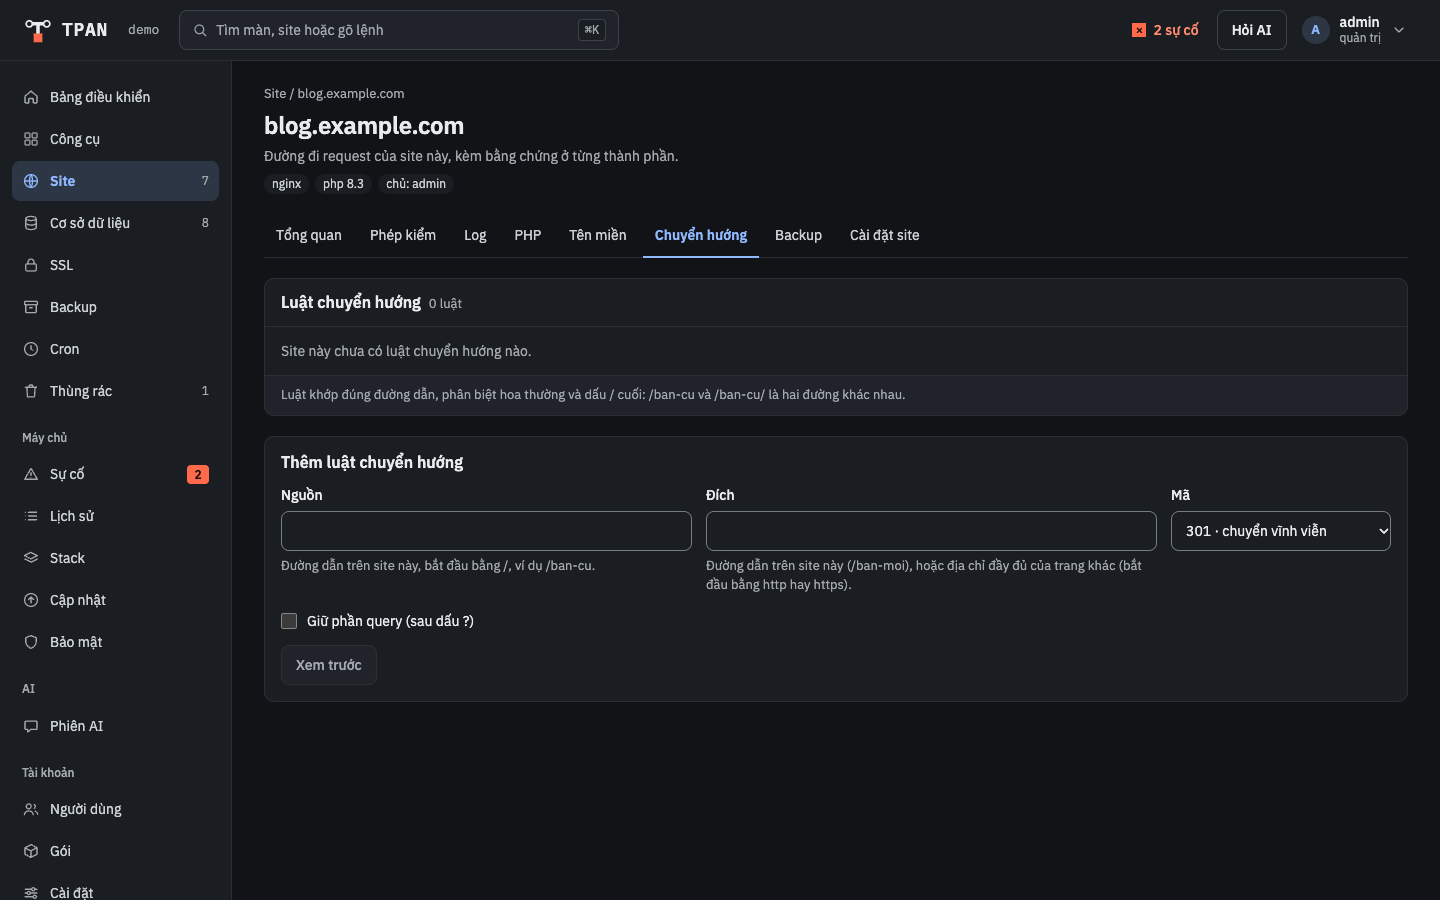 TPAN demo
Tìm màn, site hoặc gõ lệnh ⌘K
2 sự cố
Hỏi AI
A admin
quản trị
Bảng điều khiển
Công cụ
Site 7
Cơ sở dữ liệu 8
SSL
Backup
Cron
Thùng rác 1
Máy chủ
Sự cố 2
Lịch sử
Stack
Cập nhật
Bảo mật
AI
Phiên AI
Tài khoản
Người dùng
Gói
Cài đặt
Site / blog.example.com
blog.example.com
Đường đi request của site này, kèm bằng chứng ở từng thành phần.
nginx php 8.3 chủ: admin
Tổng quan Phép kiểm Log PHP Tên miền Chuyển hướng Backup Cài đặt site
Luật chuyển hướng 0 luật
Site này chưa có luật chuyển hướng nào.
Luật khớp đúng đường dẫn, phân biệt hoa thường và dấu / cuối: /ban-cu và /ban-cu/ là hai đường khác nhau.
Thêm luật chuyển hướng
Nguồn Đích Mã
301 · chuyển vĩnh viễn
Đường dẫn trên site này, bắt đầu bằng /, ví dụ /ban-cu.
Đường dẫn trên site này (/ban-moi), hoặc địa chỉ đầy đủ của trang khác (bắt
đầu bằng http hay https).
Giữ phần query (sau dấu ?)
Xem trước